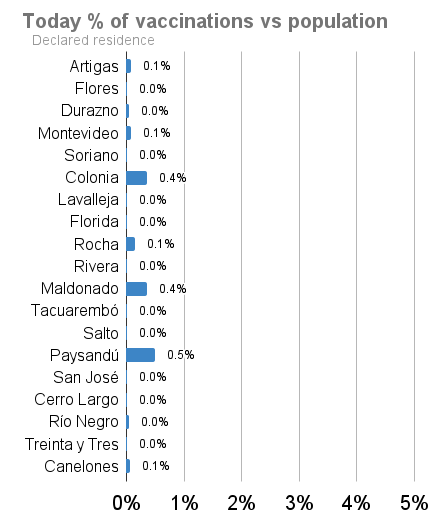 Today % of vaccinations vs population
Declared residence
Artigas 0.1%
Flores 0.0%
Durazno 0.0%
Montevideo 0.1%
Soriano 0.0%
Colonia 0.4%
Lavalleja 0.0%
Florida 0.0%
Rocha 0.1%
Rivera 0.0%
Maldonado 0.4%
Tacuarembó 0.0%
Salto 0.0%
Paysandú 0.5%
San José 0.0%
Cerro Largo 0.0%
Río Negro 0.0%
Treinta y Tres 0.0%
Canelones 0.1%
0% 1% 2% 3% 4% 5%